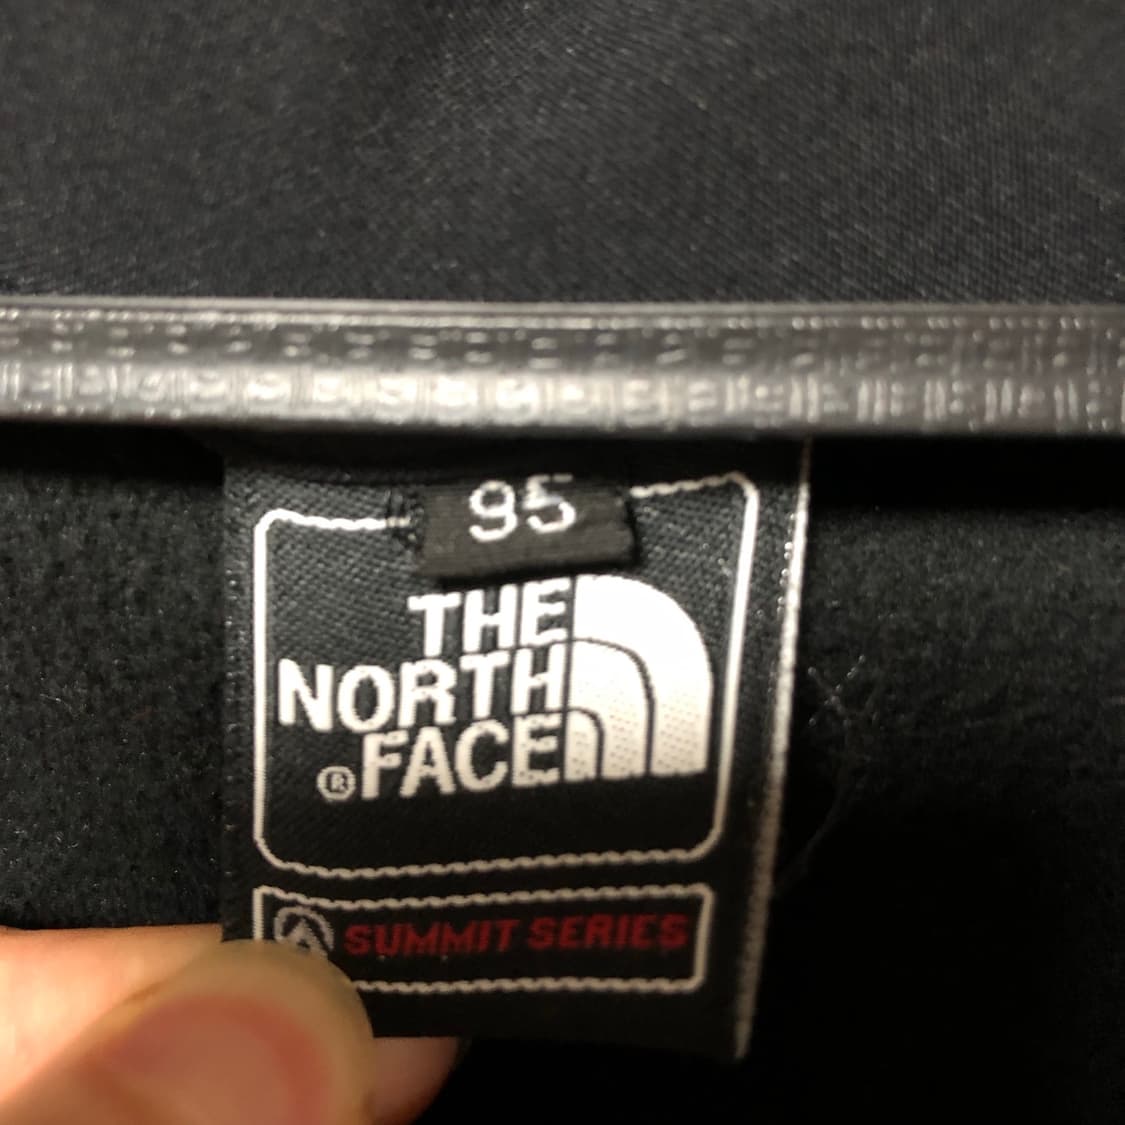 95
THE
NORTH
®FACE
SUMMIT SERIES